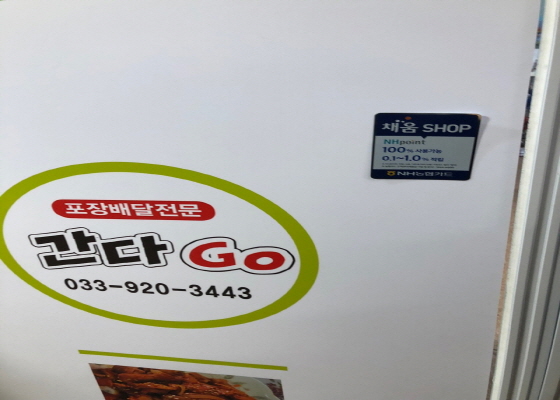 채움 SHOP
NHpoint
100% 사용가능
0.1~1.0% 적립
NH농협카드
포장배달전문
간다 GO
033-920-3443